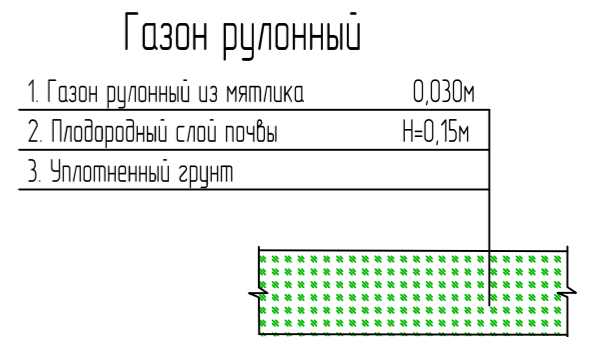 Газон рулонный
1. Газон рулонный из мятлика 0,030м
2. Плодородный слой почвы Н=0,15м
3. Уплотненный грунт